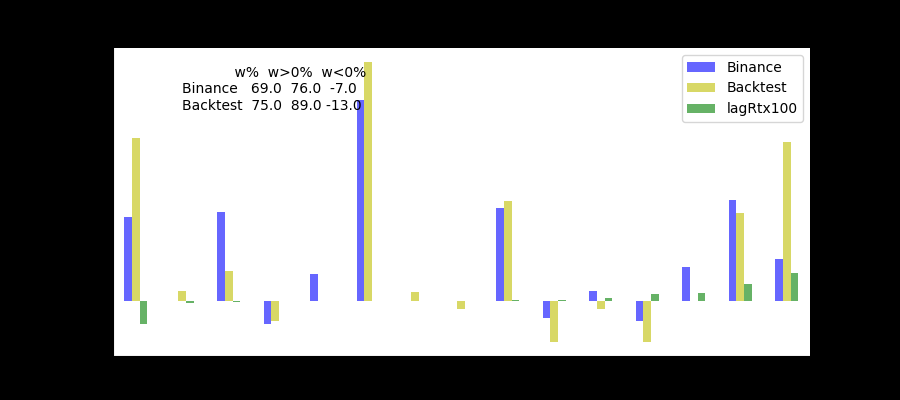 w%  w>0%  w<0%
Binance   69.0  76.0  -7.0
Backtest  75.0  89.0 -13.0
Binance
Backtest
lagRtx100